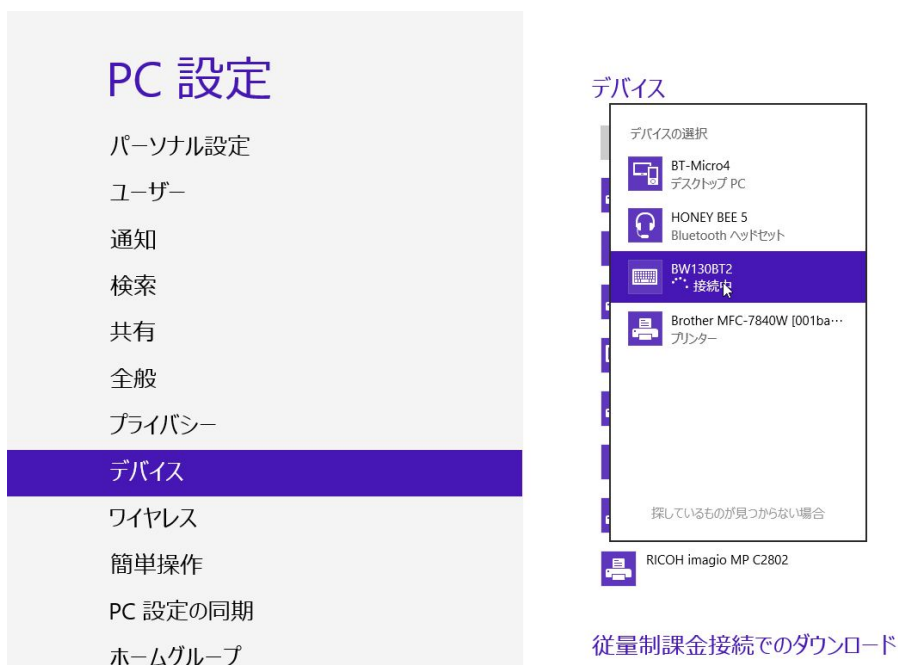 PC 設定
パーソナル設定
ユーザー
通知
検索
共有
全般
プライバシー
デバイス
ワイヤレス
簡単操作
PC 設定の同期
ホームグループ
デバイス
デバイスの選択
BT-Micro4
デスクトップ PC
HONEY BEE 5
Bluetooth ヘッドセット
BW130BT2
接続中
Brother MFC-7840W [001ba…
プリンター
探しているものが見つからない場合
RICOH imagio MP C2802
従量制課金接続でのダウンロード